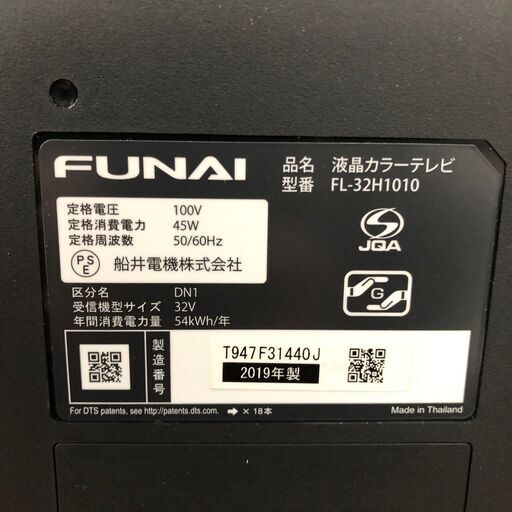 FUNAI
品名 液晶カラーテレビ
型番 FL-32H1010
定格電圧 100V
定格消費電力 45W
定格周波数 50/60Hz
PSE 船井電機株式会社
JQA
G
区分名 DN1
受信機型サイズ 32V
年間消費電力量 54kWh/年
製造番号
T947F31440J
2019年製
For DTS patents, see http://patents.dts.com. ➔ × 18本
Made in Thailand